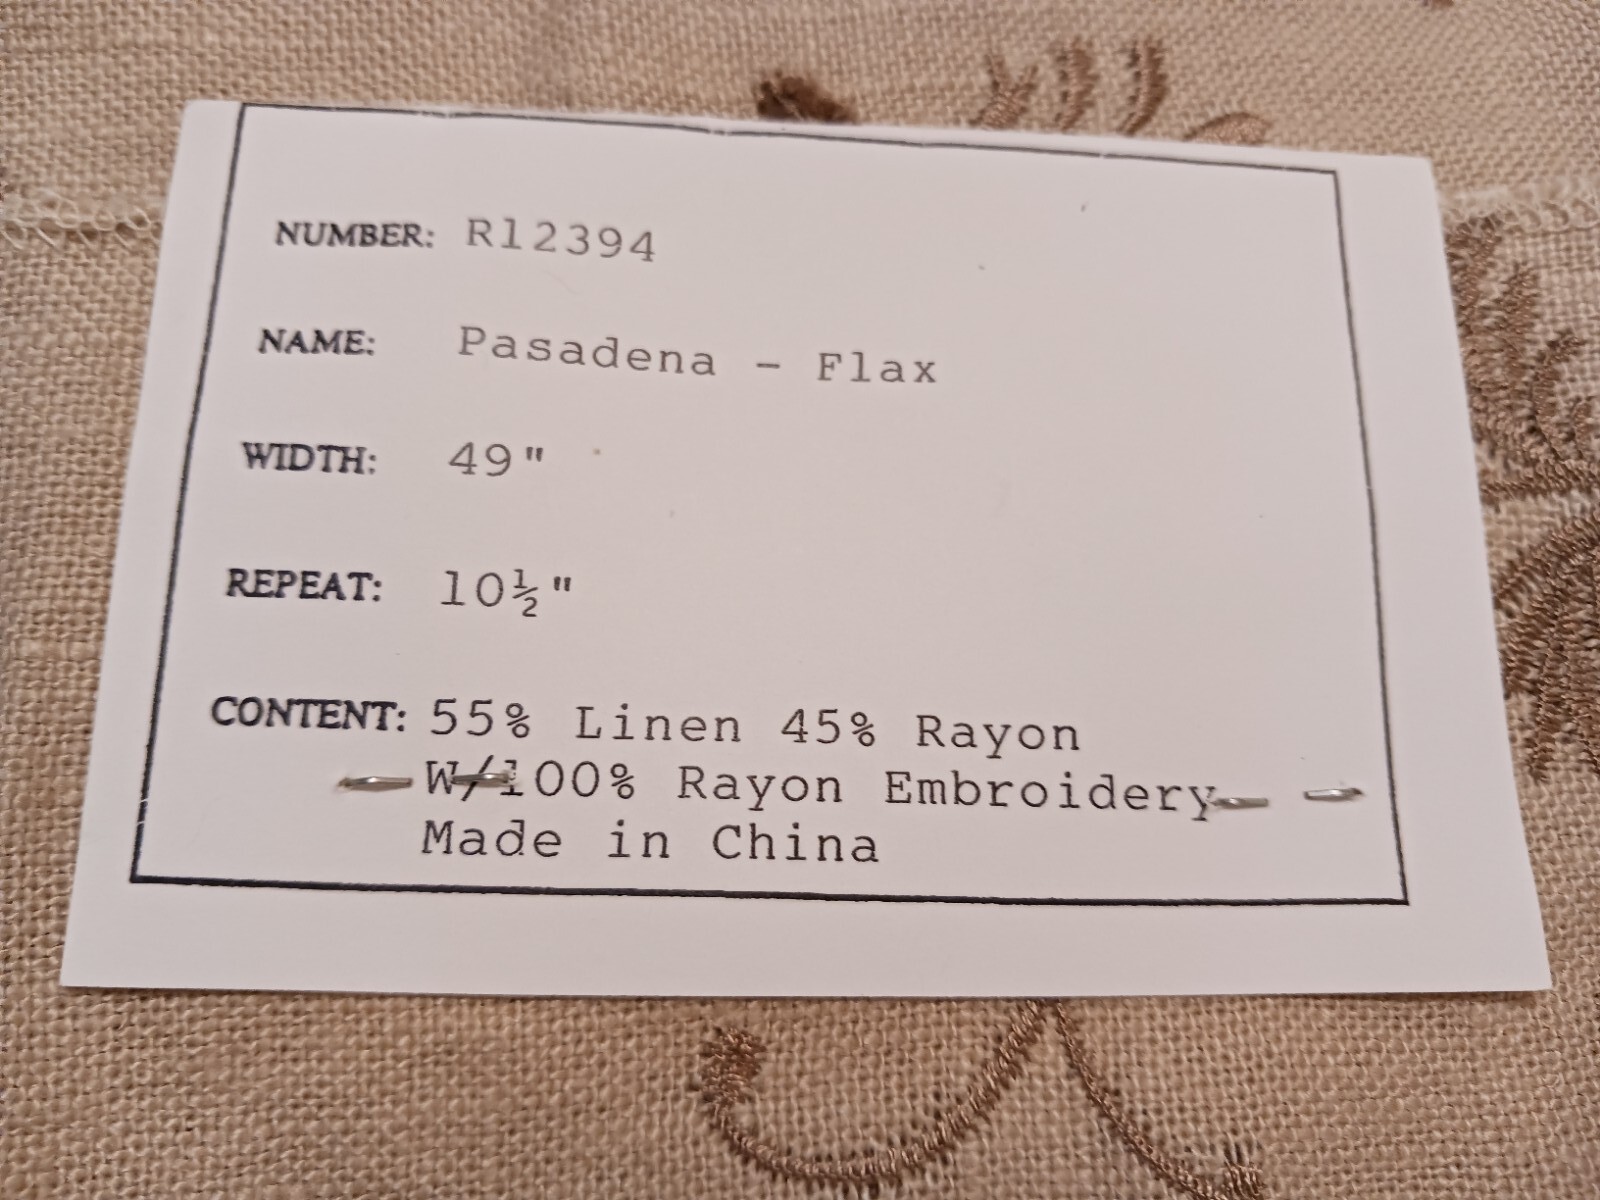 NUMBER: R12394
NAME: Pasadena - Flax
WIDTH: 49"
REPEAT: 10½"
CONTENT: 55% Linen 45% Rayon
W/100% Rayon Embroidery
Made in China